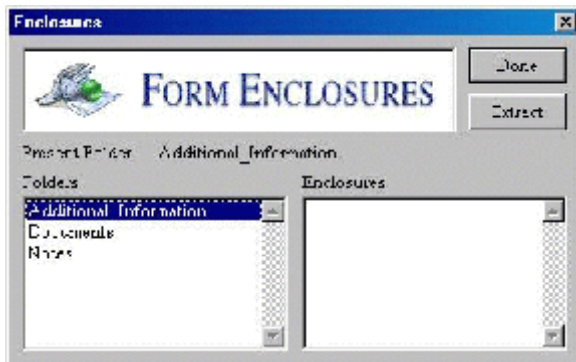 Enclosures
FORM ENCLOSURES
Done
Extract
Present Folder Additional_Information
Folders
Enclosures
Additional_Information
Documents
Notes